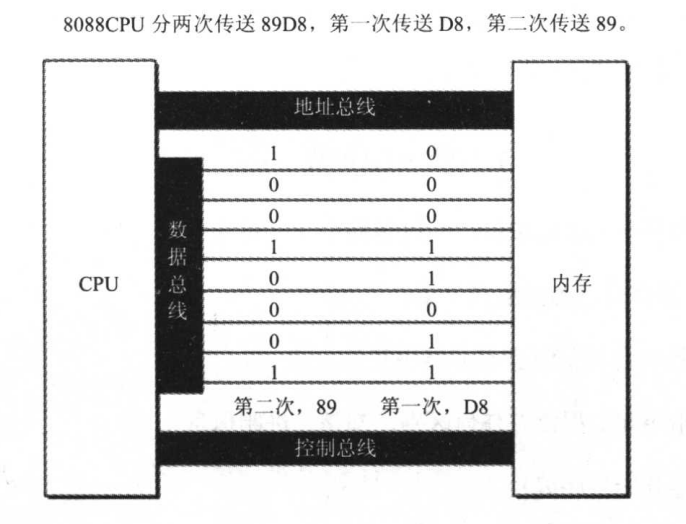 8088CPU 分两次传送 89D8，第一次传送 D8，第二次传送 89。
地址总线
1 0
0 0
0 0
1 1
0 1
0 0
0 1
1 1
数据总线
CPU
内存
第二次，89 第一次，D8
控制总线